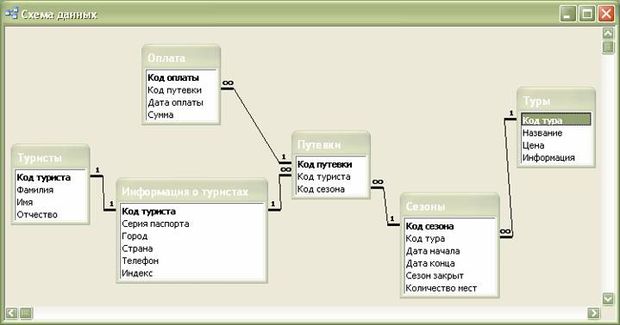 Схема данных
Оплата
Код оплаты
Код путевки
Дата оплаты
Сумма
∞
Туры
Код тура
Название
Цена
Информация
1
Туристы
Код туриста
Фамилия
Имя
Отчество
1
Информация о туристах
Код туриста
Серия паспорта
Город
Страна
Телефон
Индекс
1
1
Путевки
Код путевки
Код туриста
Код сезона
1
∞
∞
Сезоны
Код сезона
Код тура
Дата начала
Дата конца
Сезон закрыт
Количество мест
1
∞